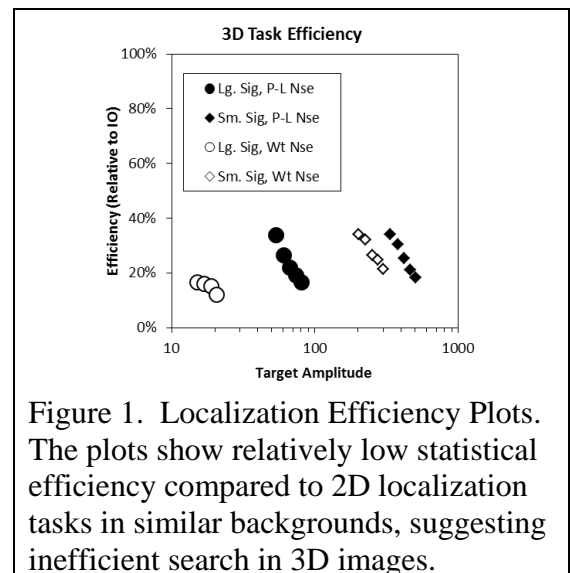 3D Task Efficiency
100%
80%
60%
40%
20%
0%
Efficiency (Relative to IO)
Lg. Sig, P-L Nse
Sm. Sig, P-L Nse
Lg. Sig, Wt Nse
Sm. Sig, Wt Nse
10 100 1000
Target Amplitude
Figure 1. Localization Efficiency Plots.
The plots show relatively low statistical
efficiency compared to 2D localization
tasks in similar backgrounds, suggesting
inefficient search in 3D images.